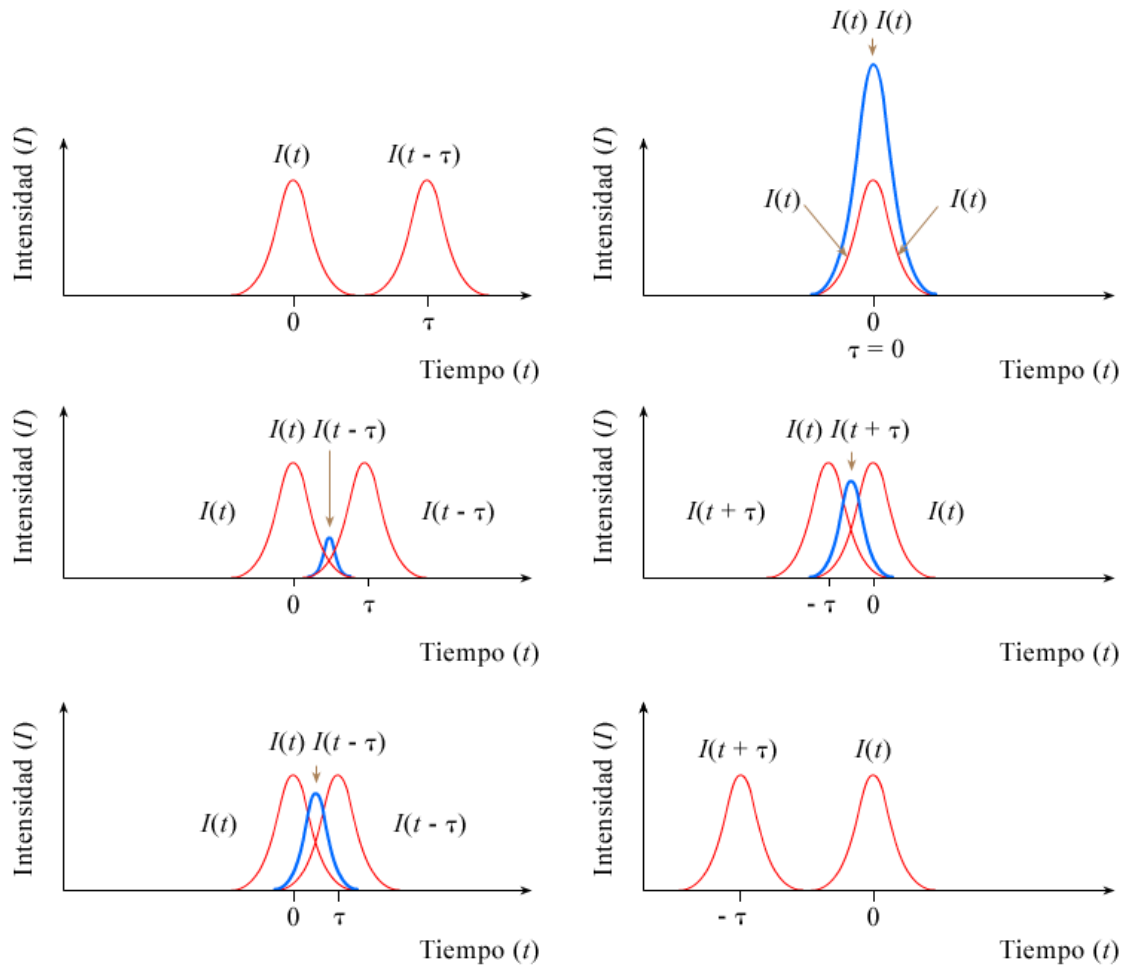 Intensidad (I)
I(t) I(t - τ)
0 τ
Tiempo (t)
Intensidad (I)
I(t) I(t - τ)
I(t) I(t - τ)
0 τ
Tiempo (t)
Intensidad (I)
I(t) I(t - τ)
I(t) I(t - τ)
0 τ
Tiempo (t)
Intensidad (I)
I(t) I(t)
I(t) I(t)
0
τ = 0
Tiempo (t)
Intensidad (I)
I(t) I(t + τ)
I(t + τ) I(t)
- τ 0
Tiempo (t)
Intensidad (I)
I(t + τ) I(t)
- τ 0
Tiempo (t)